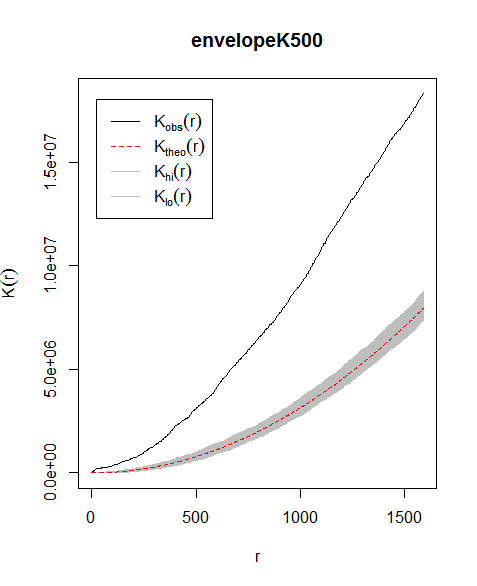 envelopeK500
K(r)
1.5e+07
1.0e+07
5.0e+06
0.0e+00
Kobs(r)
Ktheo(r)
Khi(r)
Klo(r)
0 500 1000 1500
r